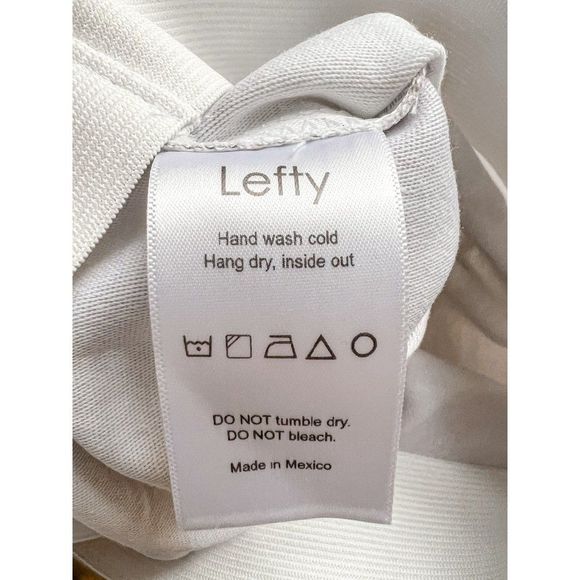 Lefty
Hand wash cold
Hang dry, inside out
DO NOT tumble dry.
DO NOT bleach.
Made in Mexico